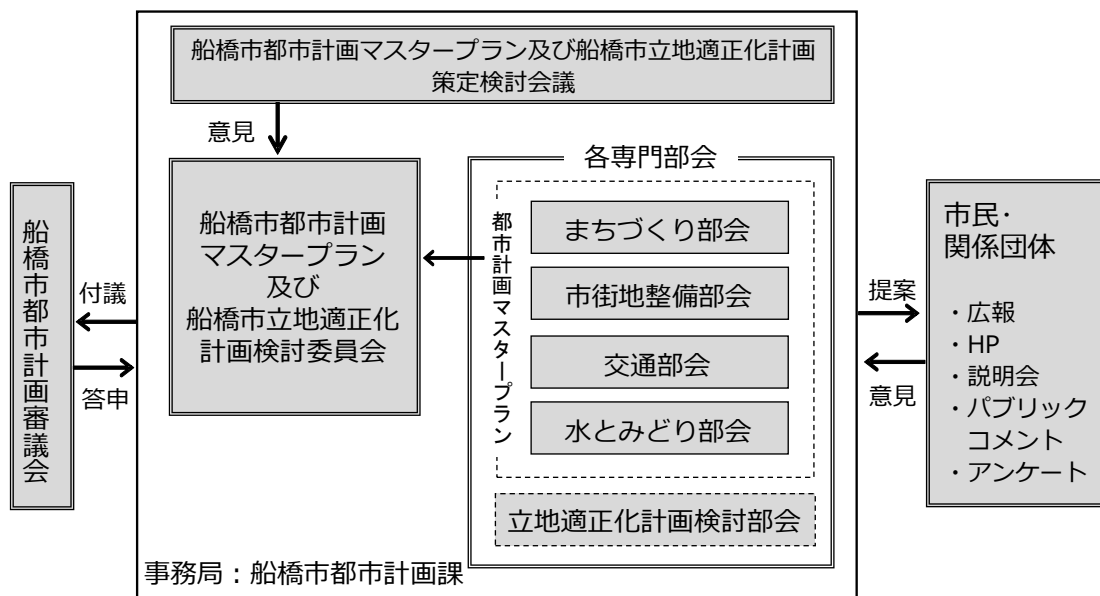 船橋市都市計画マスタープラン及び船橋市立地適正化計画
策定検討会議
意見
船橋市都市計画
マスタープラン
及び
船橋市立地適正化
計画検討委員会
各専門部会
都市計画マスタープラン
まちづくり部会
市街地整備部会
交通部会
水とみどり部会
立地適正化計画検討部会
事務局：船橋市都市計画課
船橋市都市計画審議会
付議
答申
提案
意見
市民・
関係団体
・広報
・HP
・説明会
・パブリック
コメント
・アンケート